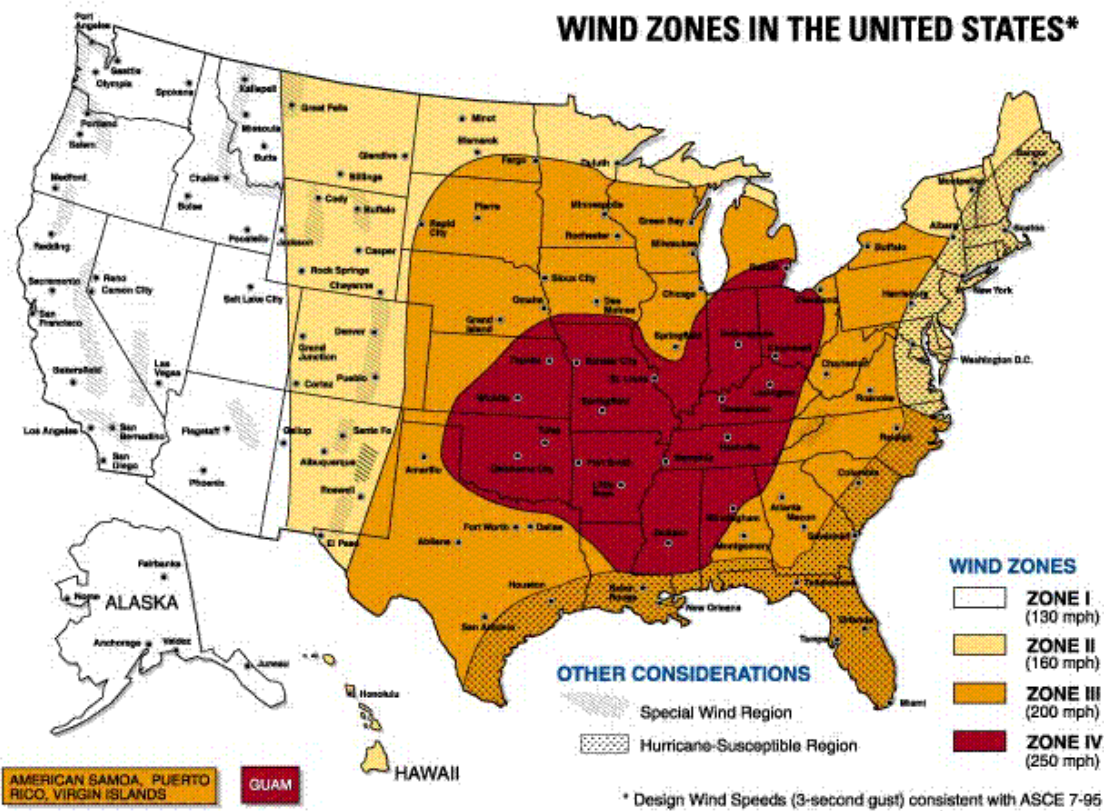 WIND ZONES IN THE UNITED STATES*
Port
Angeles
Seattle
Olympia
Spokane
Portland
Salem
Medford
Kalispell
Missoula
Butte
Challis
Boise
Pocatello
Jackson
Great Falls
Glendive
Billings
Cody
Buffalo
Casper
Rock Springs
Cheyenne
Minot
Bismarck
Fargo
Duluth
Pierre
Rapid
City
Minneapolis
Rochester
Green Bay
Milwaukee
Sioux City
Omaha
Des
Moines
Chicago
Grand
Island
Springfield
Detroit
Cleveland
Buffalo
Albany
Montpelier
Bangor
Boston
New York
Harrisburg
Washington D.C.
Redding
Sacramento
San
Francisco
Reno
Carson City
Salt Lake City
Las
Vegas
Bakersfield
Los Angeles
San
Bernadino
San
Diego
Flagstaff
Phoenix
Gallup
Grand
Junction
Denver
Cortez
Pueblo
Santa Fe
Albuquerque
Roswell
El Paso
Topeka
Kansas City
St. Louis
Wichita
Springfield
Tulsa
Oklahoma City
Fort Smith
Little
Rock
Memphis
Nashville
Indianapolis
Cincinnati
Lexington
Charleston
Roanoke
Raleigh
Columbia
Atlanta
Macon
Savannah
Birmingham
Montgomery
Jackson
Amarillo
Fort Worth
Dallas
Abilene
Houston
San Antonio
Baton
Rouge
New Orleans
Tallahassee
Orlando
Tampa
Miami
Fairbanks
Nome
ALASKA
Anchorage
Valdez
Juneau
Honolulu
HAWAII
AMERICAN SAMOA, PUERTO
RICO, VIRGIN ISLANDS
GUAM
OTHER CONSIDERATIONS
Special Wind Region
Hurricane-Susceptible Region
WIND ZONES
ZONE I
(130 mph)
ZONE II
(160 mph)
ZONE III
(200 mph)
ZONE IV
(250 mph)
* Design Wind Speeds (3-second gust) consistent with ASCE 7-95